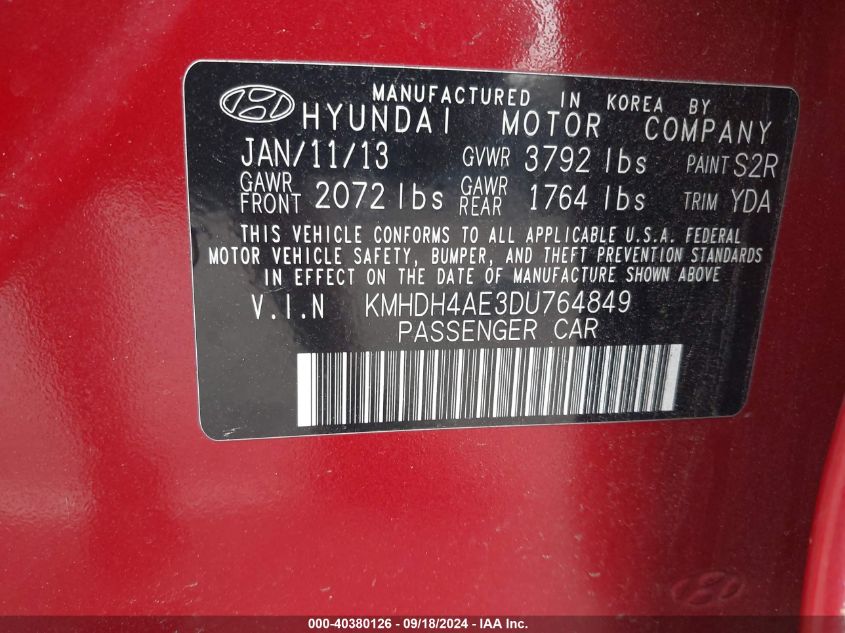 MANUFACTURED IN KOREA BY
HYUNDAI MOTOR COMPANY
JAN/11/13 GVWR 3792 lbs PAINT S2R
GAWR FRONT 2072 lbs GAWR REAR 1764 lbs TRIM YDA
THIS VEHICLE CONFORMS TO ALL APPLICABLE U.S.A. FEDERAL
MOTOR VEHICLE SAFETY, BUMPER, AND THEFT PREVENTION STANDARDS
IN EFFECT ON THE DATE OF MANUFACTURE SHOWN ABOVE
V.I.N KMHDH4AE3DU764849
PASSENGER CAR
000-40380126 - 09/18/2024 - IAA Inc.